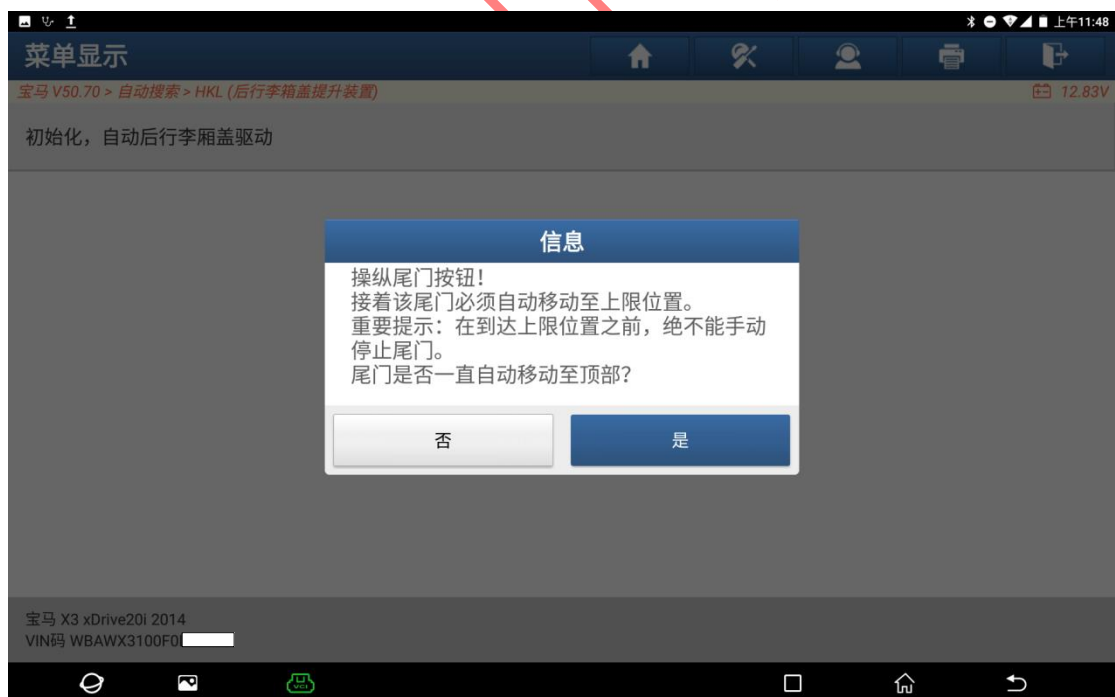 上午11:48
菜单显示
宝马 V50.70 > 自动搜索 > HKL (后行李箱盖提升装置)
12.83V
初始化，自动后行李厢盖驱动
信息
操纵尾门按钮！
接着该尾门必须自动移动至上限位置。
重要提示：在到达上限位置之前，绝不能手动
停止尾门。
尾门是否一直自动移动至顶部？
否
是
宝马 X3 xDrive20i 2014
VIN码 WBAWX3100F0
VCI